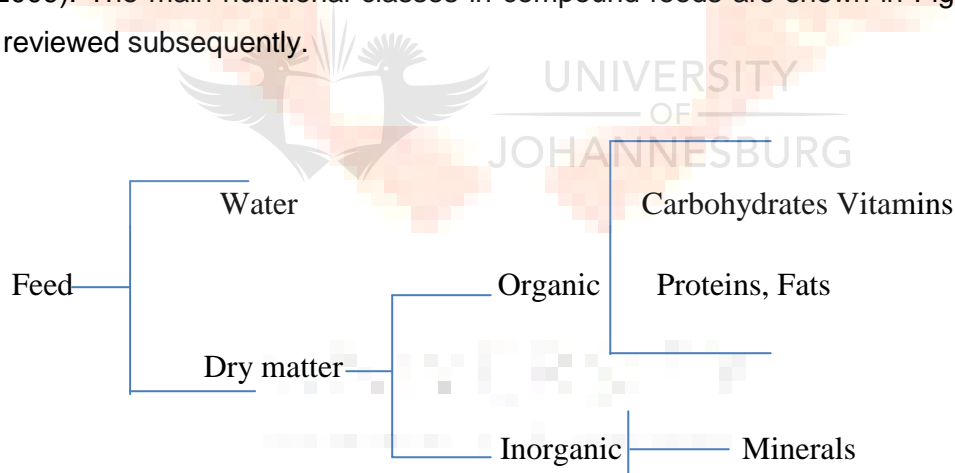 reviewed subsequently.
UNIVERSITY
OF
JOHANNESBURG
Water
Carbohydrates Vitamins
Feed
Organic
Proteins, Fats
Dry matter
Inorganic
Minerals